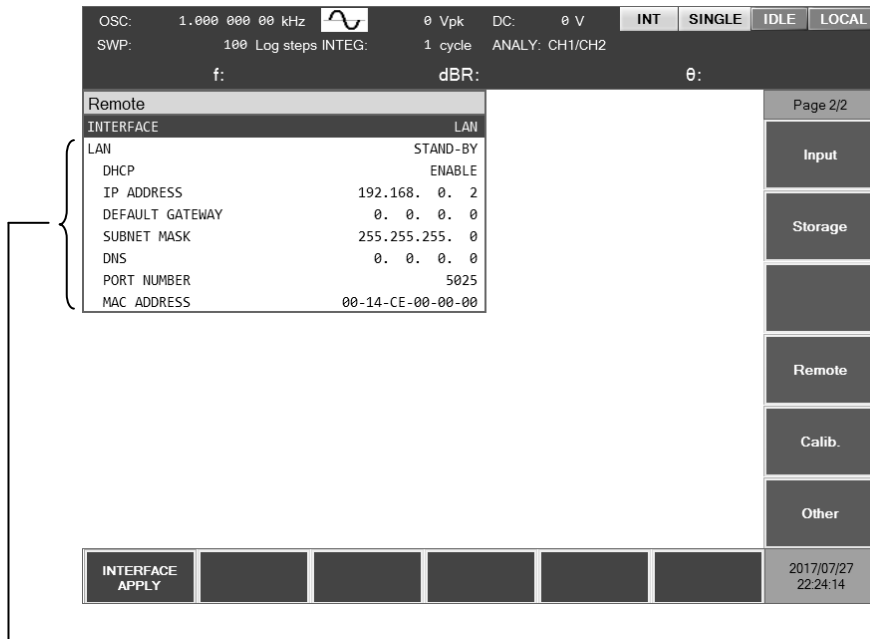 OSC: 1.000 000 00 kHz 0 Vpk DC: 0 V INT SINGLE IDLE LOCAL
SWP: 100 Log steps INTEG: 1 cycle ANALY: CH1/CH2
f: dBR: θ:
Remote
INTERFACE LAN
LAN STAND-BY
DHCP ENABLE
IP ADDRESS 192.168. 0. 2
DEFAULT GATEWAY 0. 0. 0. 0
SUBNET MASK 255.255.255. 0
DNS 0. 0. 0. 0
PORT NUMBER 5025
MAC ADDRESS 00-14-CE-00-00-00
Page 2/2
Input
Storage
Remote
Calib.
Other
INTERFACE
APPLY
2017/07/27
22:24:14